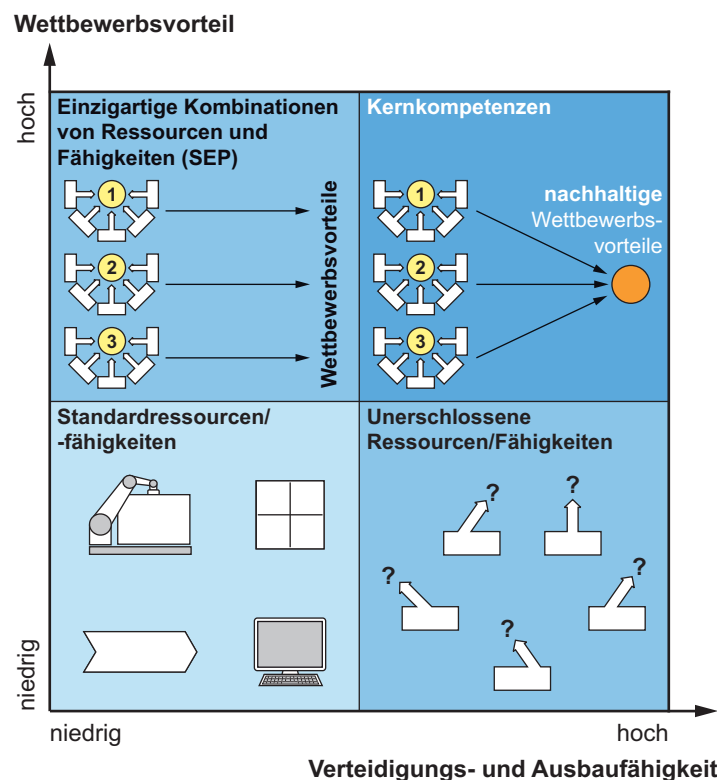 Wettbewerbsvorteil
hoch
Einzigartige Kombinationen
von Ressourcen und
Fähigkeiten (SEP)
1
2
3
Wettbewerbsvorteile
Kernkompetenzen
1
2
3
nachhaltige
Wettbewerbs-
vorteile
Standardressourcen/
-fähigkeiten
Unerschlossene
Ressourcen/Fähigkeiten
?
?
?
?
?
niedrig
niedrig
hoch
Verteidigungs- und Ausbaufähigkeit